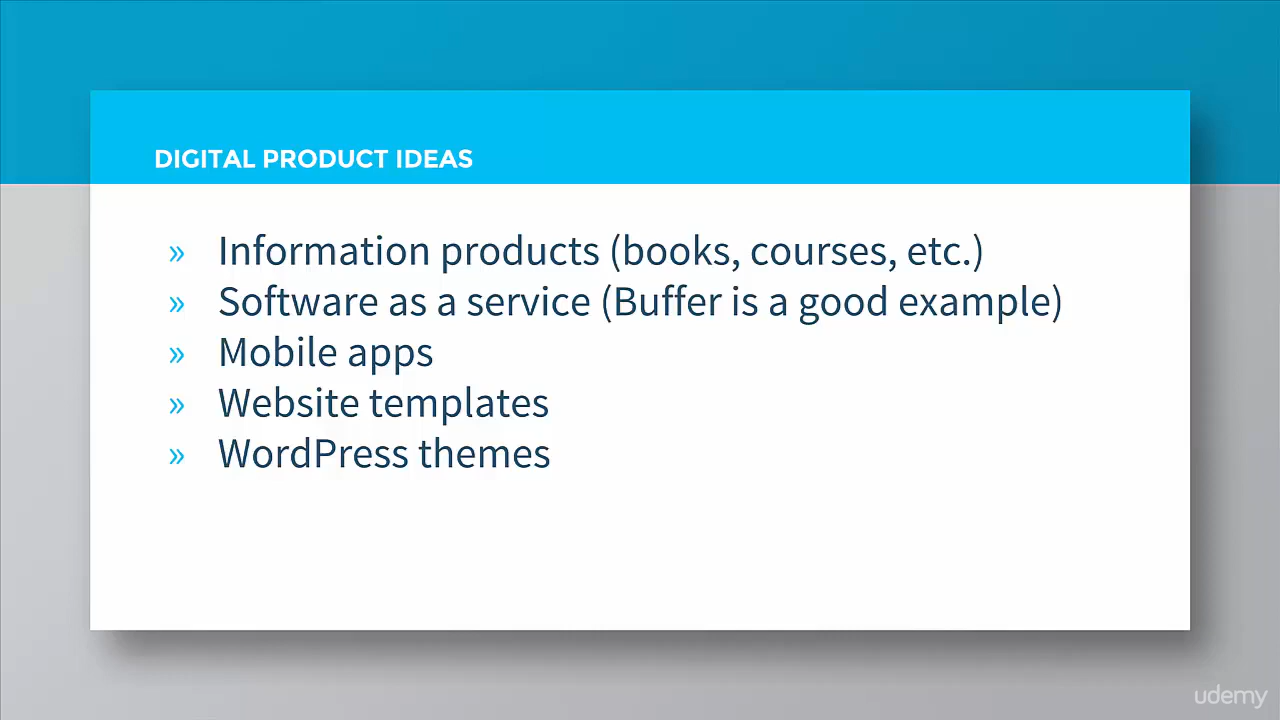 DIGITAL PRODUCT IDEAS
» Information products (books, courses, etc.)
» Software as a service (Buffer is a good example)
» Mobile apps
» Website templates
» WordPress themes
udemy